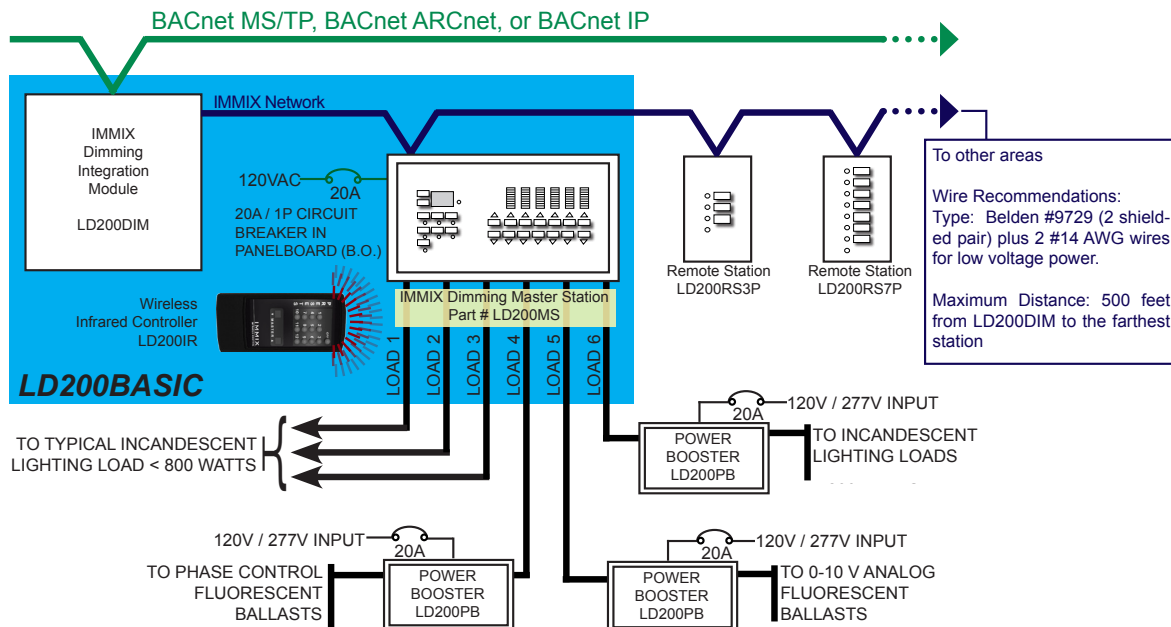 BACnet MS/TP, BACnet ARCnet, or BACnet IP
IMMIX Network
IMMIX
Dimming
Integration
Module
LD200DIM
120VAC
20A
20A / 1P CIRCUIT
BREAKER IN
PANELBOARD (B.O.)
Wireless
Infrared Controller
LD200IR
PRESETS
IMMIX
IMMIX Dimming Master Station
Part # LD200MS
LD200BASIC
LOAD 1
LOAD 2
LOAD 3
LOAD 4
LOAD 5
LOAD 6
Remote Station
LD200RS3P
Remote Station
LD200RS7P
To other areas
Wire Recommendations:
Type: Belden #9729 (2 shield-
ed pair) plus 2 #14 AWG wires
for low voltage power.
Maximum Distance: 500 feet
from LD200DIM to the farthest
station
TO TYPICAL INCANDESCENT
LIGHTING LOAD < 800 WATTS
120V / 277V INPUT
20A
POWER
BOOSTER
LD200PB
TO INCANDESCENT
LIGHTING LOADS
120V / 277V INPUT
20A
TO PHASE CONTROL
FLUORESCENT
BALLASTS
POWER
BOOSTER
LD200PB
120V / 277V INPUT
20A
POWER
BOOSTER
LD200PB
TO 0-10 V ANALOG
FLUORESCENT
BALLASTS